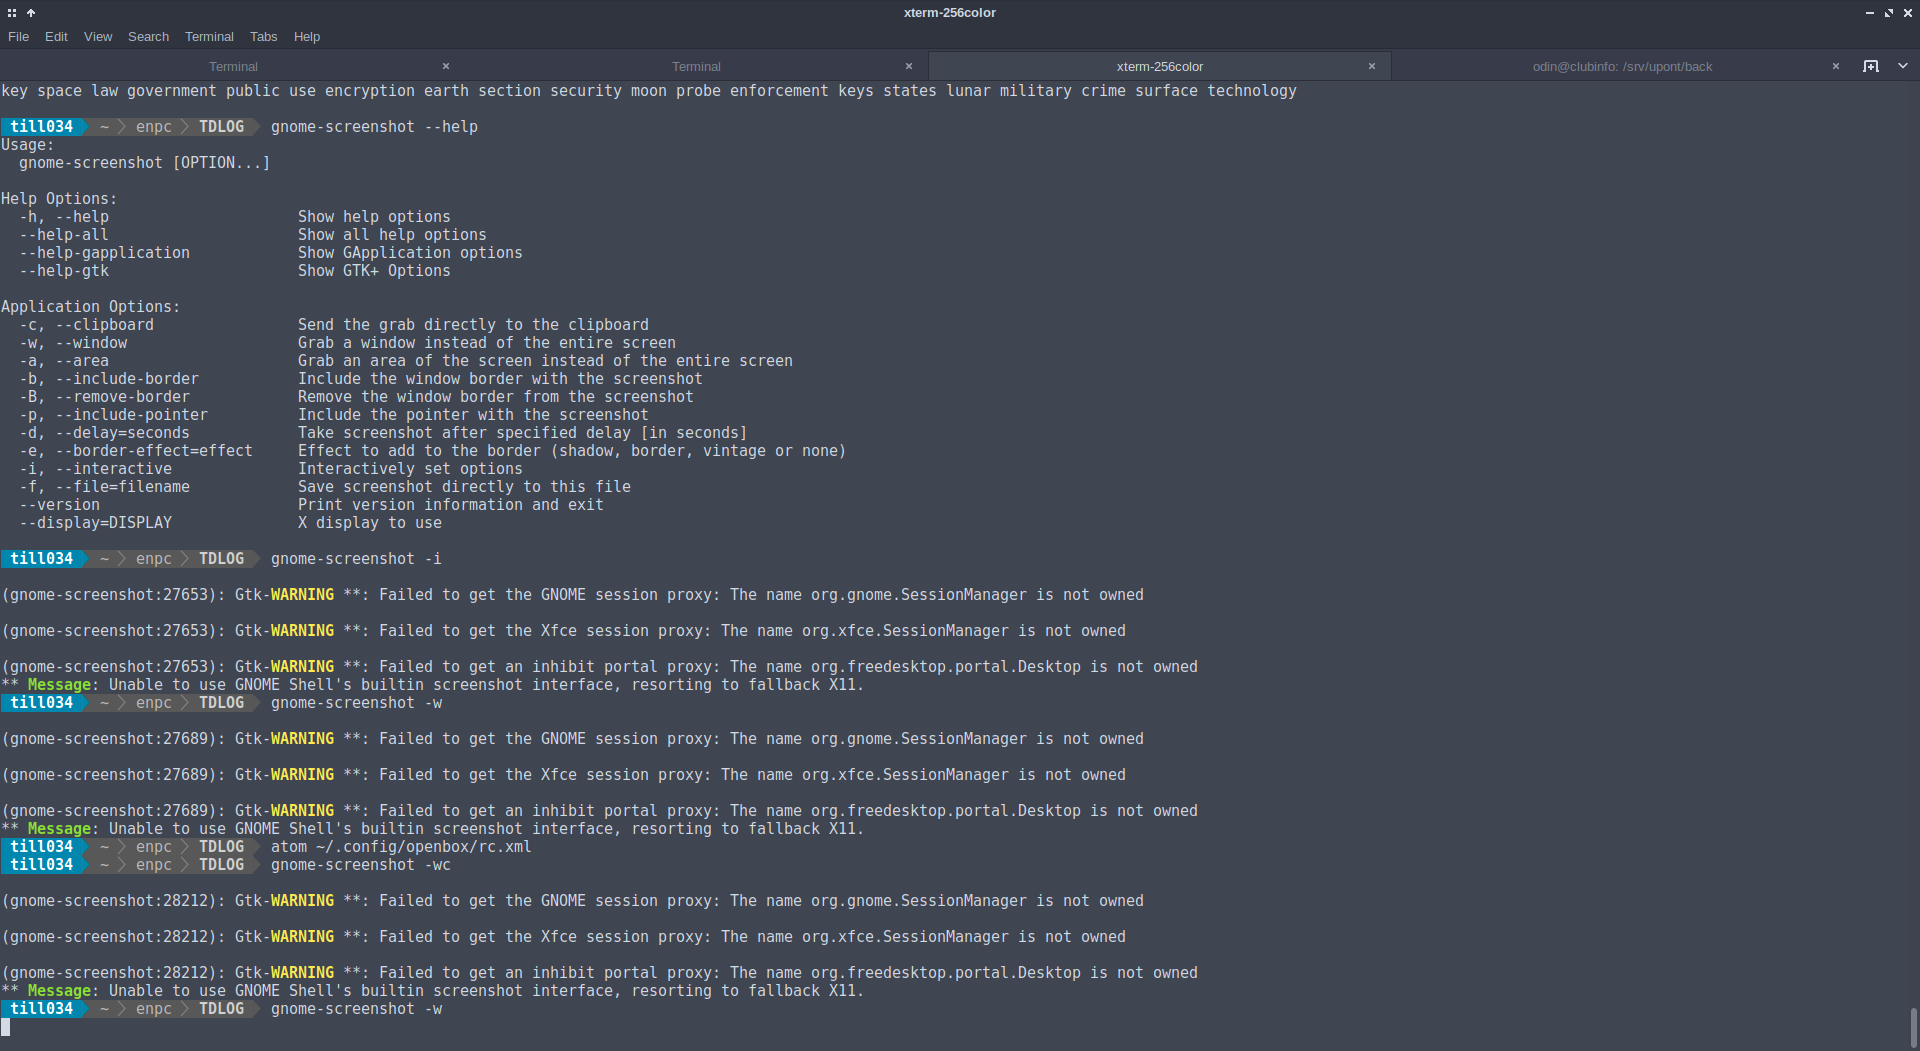 xterm-256color
File Edit View Search Terminal Tabs Help
Terminal × Terminal × xterm-256color × odin@clubinfo: /srv/upont/back ×
key space law government public use encryption earth section security moon probe enforcement keys states lunar military crime surface technology
till034 ~ enpc TDLOG gnome-screenshot --help
Usage:
  gnome-screenshot [OPTION...]
Help Options:
  -h, --help                     Show help options
  --help-all                     Show all help options
  --help-gapplication            Show GApplication options
  --help-gtk                     Show GTK+ Options
Application Options:
  -c, --clipboard                Send the grab directly to the clipboard
  -w, --window                   Grab a window instead of the entire screen
  -a, --area                     Grab an area of the screen instead of the entire screen
  -b, --include-border           Include the window border with the screenshot
  -B, --remove-border            Remove the window border from the screenshot
  -p, --include-pointer          Include the pointer with the screenshot
  -d, --delay=seconds            Take screenshot after specified delay [in seconds]
  -e, --border-effect=effect     Effect to add to the border (shadow, border, vintage or none)
  -i, --interactive              Interactively set options
  -f, --file=filename            Save screenshot directly to this file
  --version                      Print version information and exit
  --display=DISPLAY              X display to use
till034 ~ enpc TDLOG gnome-screenshot -i
(gnome-screenshot:27653): Gtk-WARNING **: Failed to get the GNOME session proxy: The name org.gnome.SessionManager is not owned
(gnome-screenshot:27653): Gtk-WARNING **: Failed to get the Xfce session proxy: The name org.xfce.SessionManager is not owned
(gnome-screenshot:27653): Gtk-WARNING **: Failed to get an inhibit portal proxy: The name org.freedesktop.portal.Desktop is not owned
** Message: Unable to use GNOME Shell's builtin screenshot interface, resorting to fallback X11.
till034 ~ enpc TDLOG gnome-screenshot -w
(gnome-screenshot:27689): Gtk-WARNING **: Failed to get the GNOME session proxy: The name org.gnome.SessionManager is not owned
(gnome-screenshot:27689): Gtk-WARNING **: Failed to get the Xfce session proxy: The name org.xfce.SessionManager is not owned
(gnome-screenshot:27689): Gtk-WARNING **: Failed to get an inhibit portal proxy: The name org.freedesktop.portal.Desktop is not owned
** Message: Unable to use GNOME Shell's builtin screenshot interface, resorting to fallback X11.
till034 ~ enpc TDLOG atom ~/.config/openbox/rc.xml
till034 ~ enpc TDLOG gnome-screenshot -wc
(gnome-screenshot:28212): Gtk-WARNING **: Failed to get the GNOME session proxy: The name org.gnome.SessionManager is not owned
(gnome-screenshot:28212): Gtk-WARNING **: Failed to get the Xfce session proxy: The name org.xfce.SessionManager is not owned
(gnome-screenshot:28212): Gtk-WARNING **: Failed to get an inhibit portal proxy: The name org.freedesktop.portal.Desktop is not owned
** Message: Unable to use GNOME Shell's builtin screenshot interface, resorting to fallback X11.
till034 ~ enpc TDLOG gnome-screenshot -w